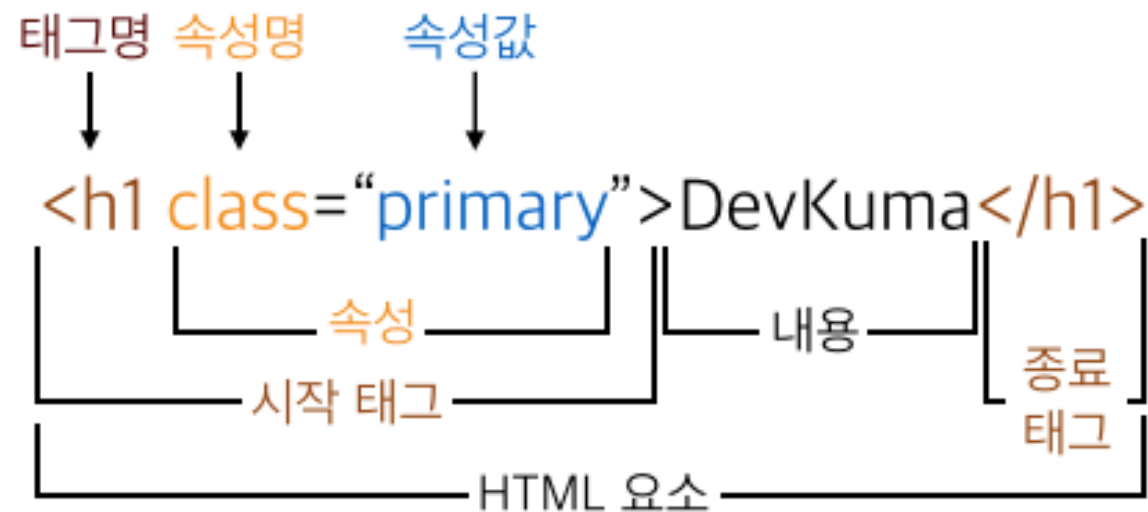 태그명 속성명 속성값
<h1 class=“primary”>DevKuma</h1>
속성
내용
시작 태그
종료
태그
HTML 요소